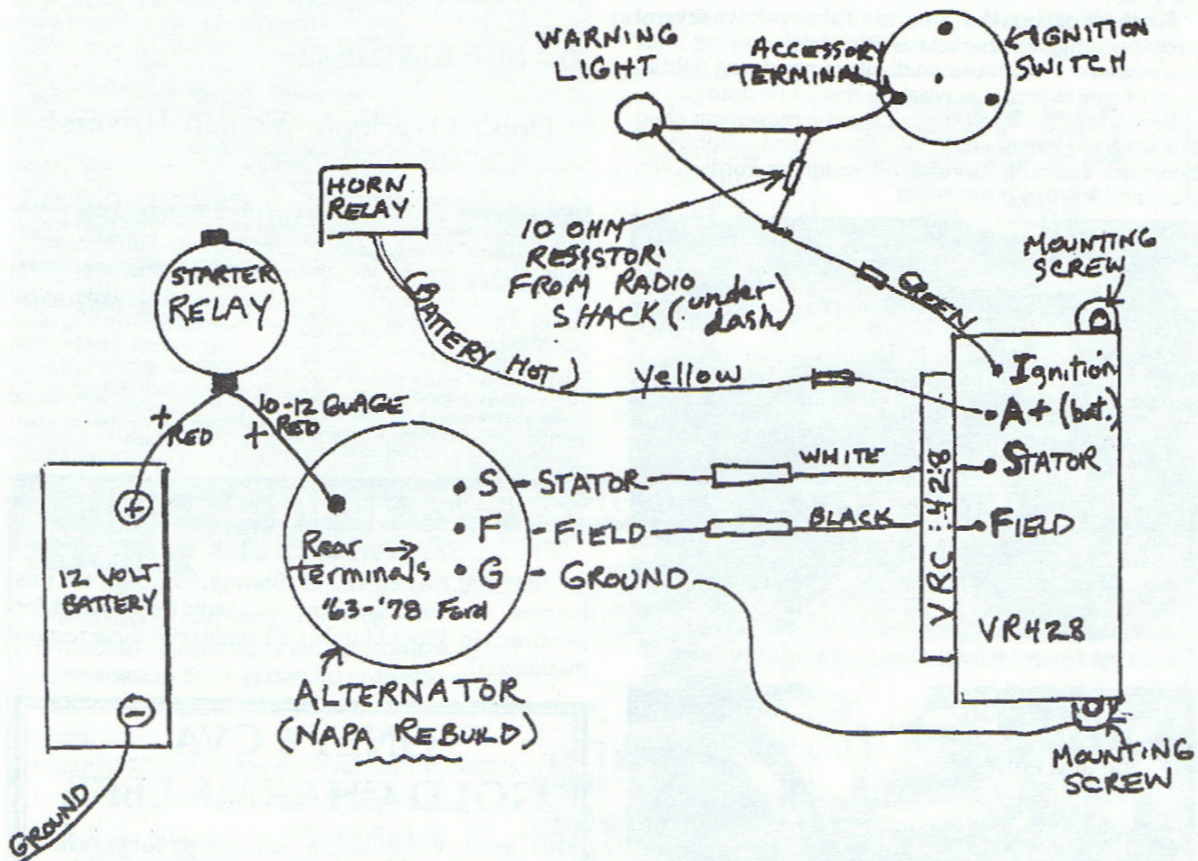 WARNING
LIGHT
ACCESSORY
TERMINAL
IGNITION
SWITCH
HORN
RELAY
10 OHM
RESISTOR
FROM RADIO
SHACK (under
dash)
MOUNTING
SCREW
STARTER
RELAY
(BATTERY HOT)
yellow
GREEN
Ignition
A+ (bat.)
STATOR
FIELD
VRC 428
VR428
+
RED
+
10-12 GUAGE
RED
S - STATOR
WHITE
F - FIELD
BLACK
G - GROUND
Rear
terminals
'63-'78 Ford
+
12 VOLT
BATTERY
-
GROUND
ALTERNATOR
(NAPA REBUILD)
MOUNTING
SCREW